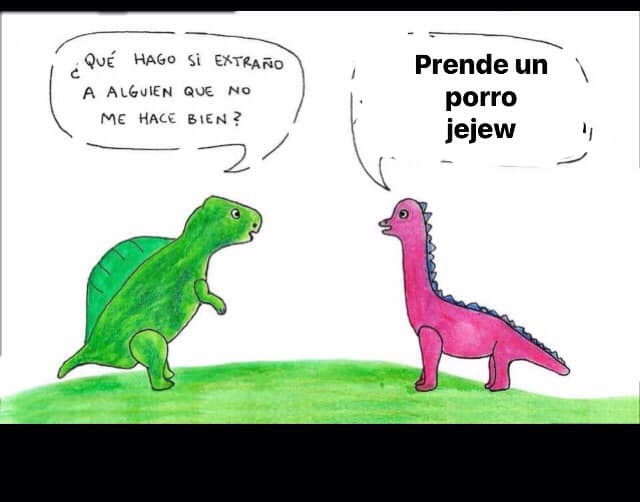 ¿QUÉ HAGO SI EXTRAÑO
A ALGUIEN QUE NO
ME HACE BIEN?
Prende un
porro
jejew